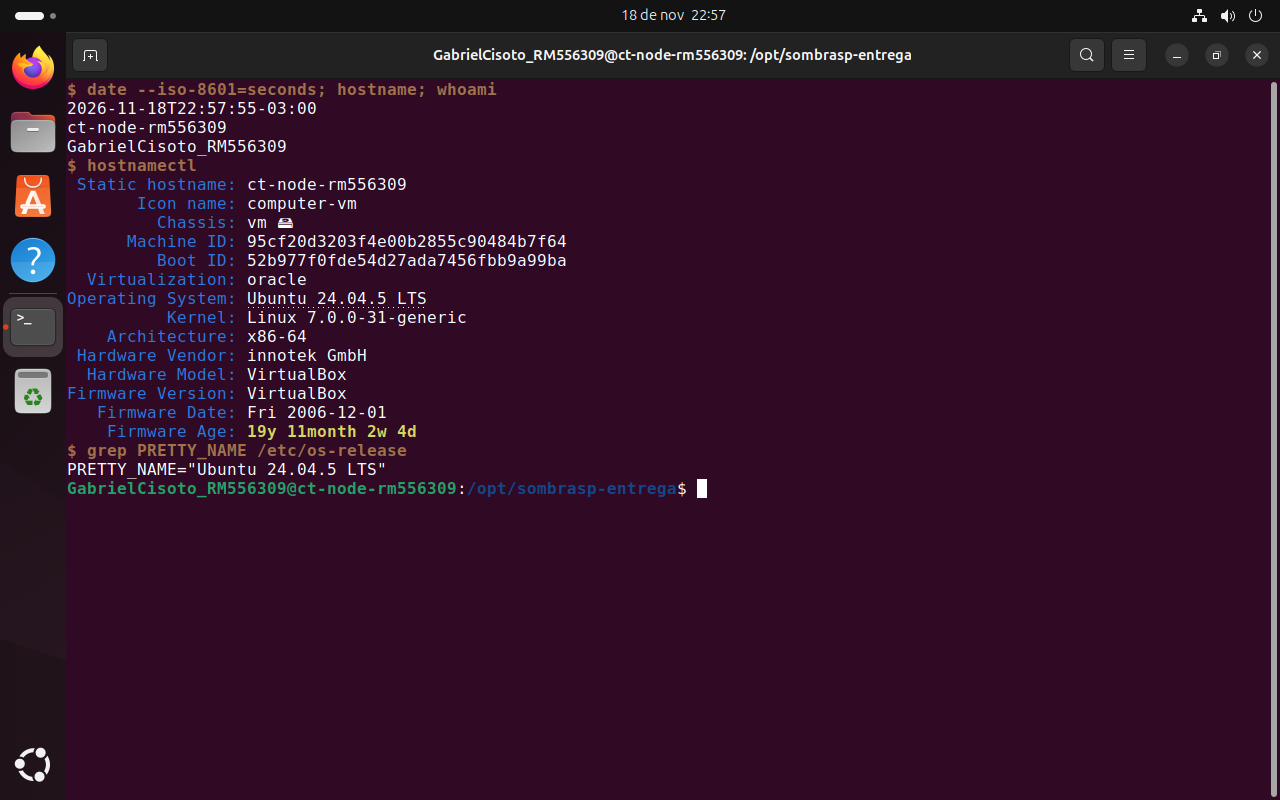 18 de nov 22:57
GabrielCisoto_RM556309@ct-node-rm556309: /opt/sombrasp-entrega
$ date --iso-8601=seconds; hostname; whoami
2026-11-18T22:57:55-03:00
ct-node-rm556309
GabrielCisoto_RM556309
$ hostnamectl
Static hostname: ct-node-rm556309
Icon name: computer-vm
Chassis: vm 🖴
Machine ID: 95cf20d3203f4e00b2855c90484b7f64
Boot ID: 52b977f0fde54d27ada7456fbb9a99ba
Virtualization: oracle
Operating System: Ubuntu 24.04.5 LTS
Kernel: Linux 7.0.0-31-generic
Architecture: x86-64
Hardware Vendor: innotek GmbH
Hardware Model: VirtualBox
Firmware Version: VirtualBox
Firmware Date: Fri 2006-12-01
Firmware Age: 19y 11month 2w 4d
$ grep PRETTY_NAME /etc/os-release
PRETTY_NAME="Ubuntu 24.04.5 LTS"
GabrielCisoto_RM556309@ct-node-rm556309:/opt/sombrasp-entrega$